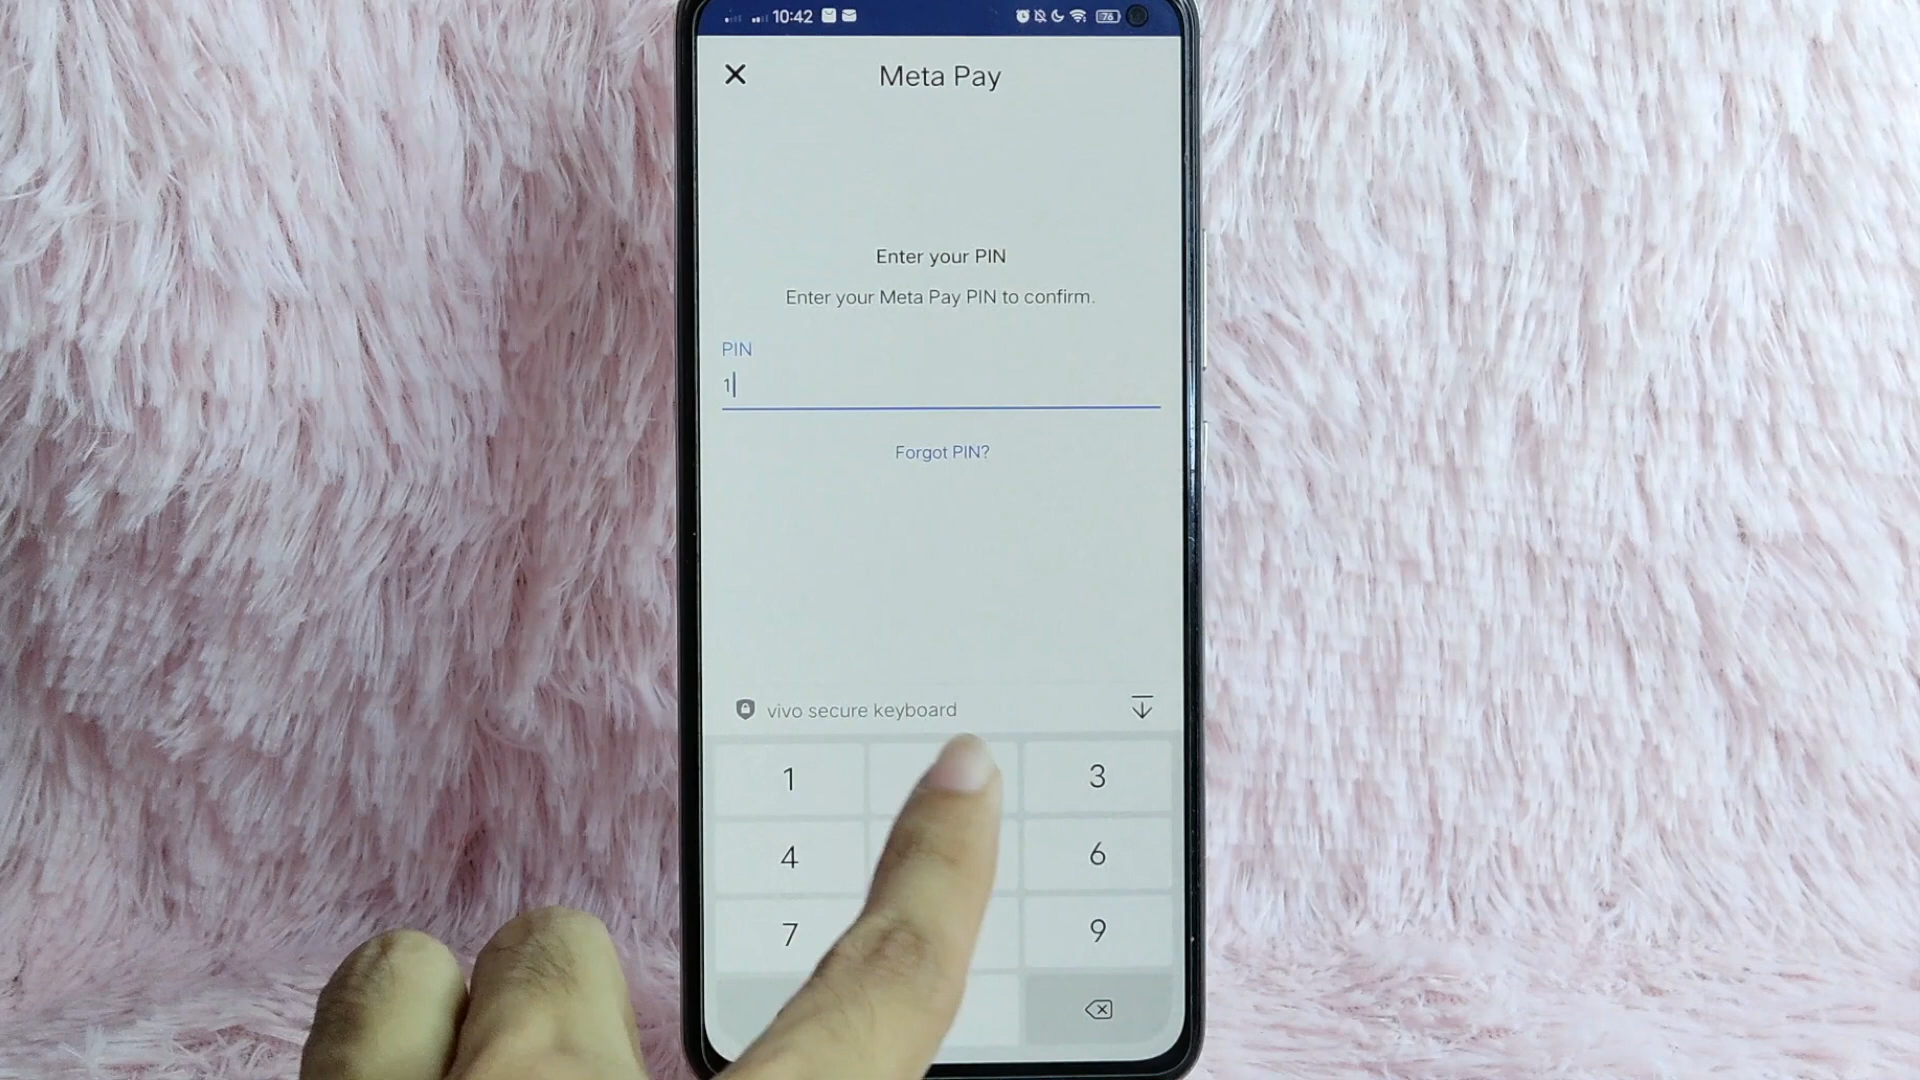 10:42 76
Meta Pay
Enter your PIN
Enter your Meta Pay PIN to confirm.
PIN
1
Forgot PIN?
vivo secure keyboard
1 3
4 6
7 9